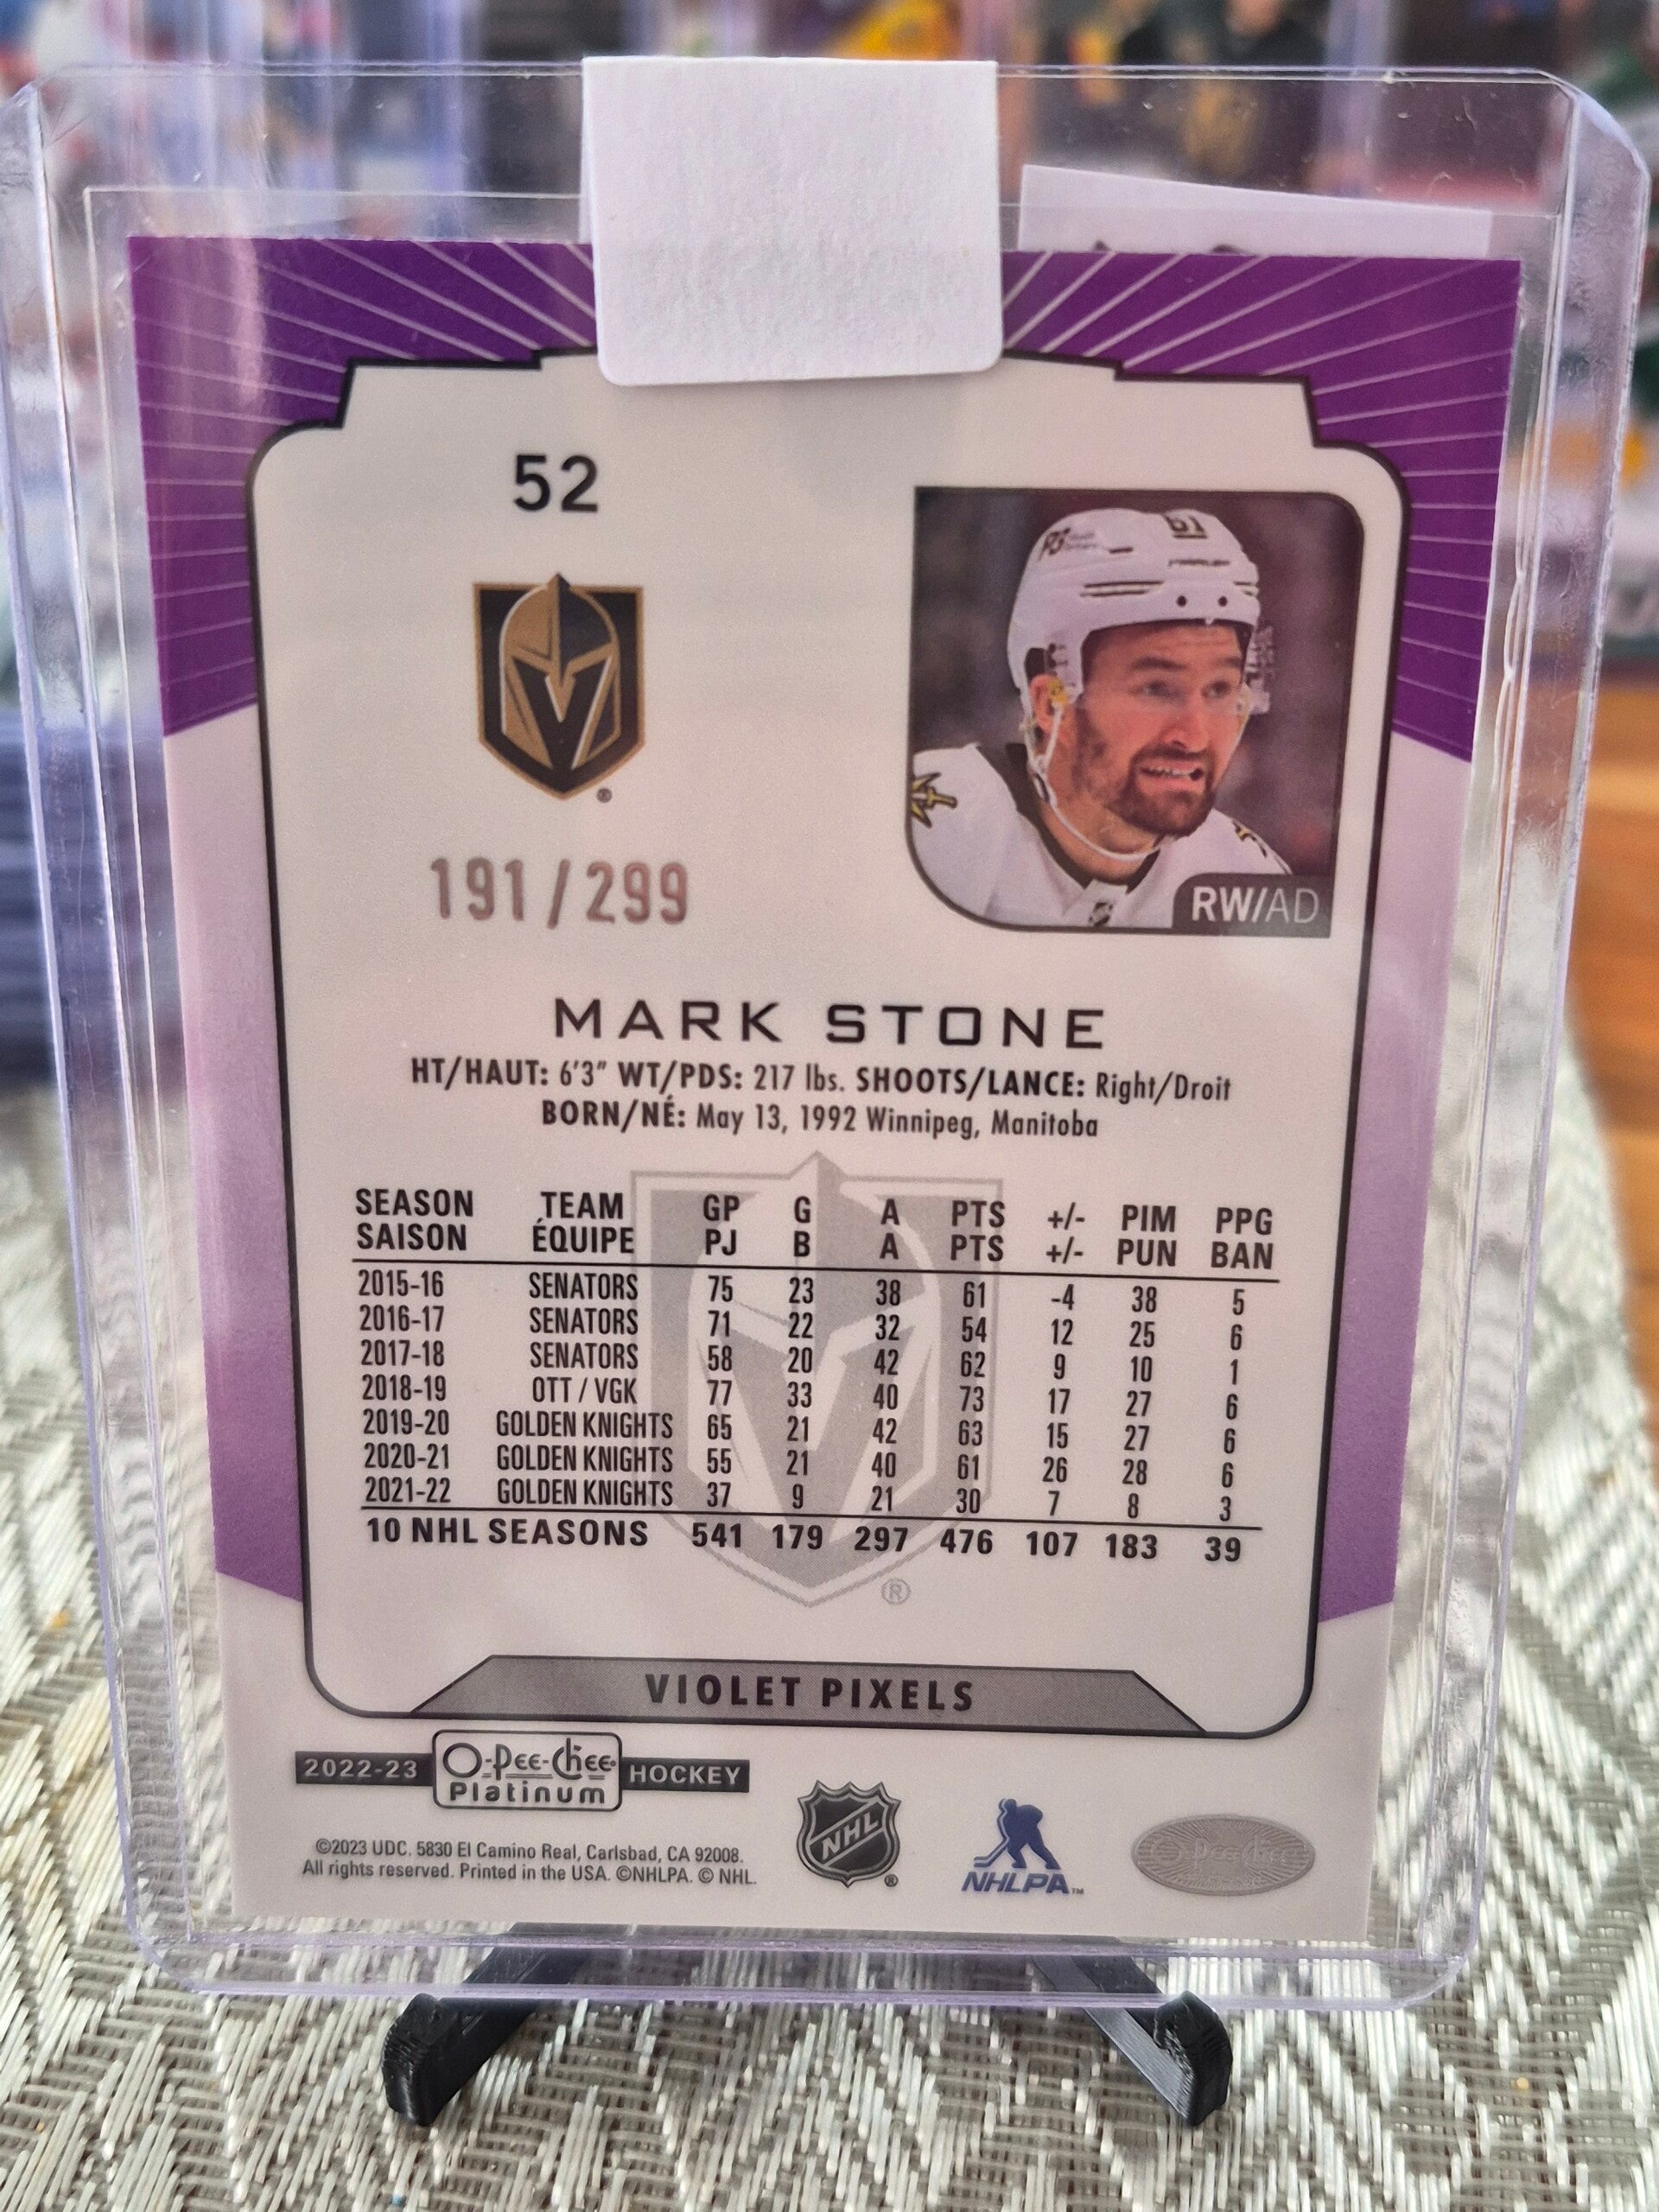 52
®
191/299
61
RW/AD
MARK STONE
HT/HAUT: 6'3" WT/PDS: 217 lbs. SHOOTS/LANCE: Right/Droit
BORN/NÉ: May 13, 1992 Winnipeg, Manitoba
SEASON TEAM GP G A PTS +/- PIM PPG
SAISON ÉQUIPE PJ B A PTS +/- PUN BAN
2015-16 SENATORS 75 23 38 61 -4 38 5
2016-17 SENATORS 71 22 32 54 12 25 6
2017-18 SENATORS 58 20 42 62 9 10 1
2018-19 OTT / VGK 77 33 40 73 17 27 6
2019-20 GOLDEN KNIGHTS 65 21 42 63 15 27 6
2020-21 GOLDEN KNIGHTS 55 21 40 61 26 28 6
2021-22 GOLDEN KNIGHTS 37 9 21 30 7 8 3
10 NHL SEASONS 541 179 297 476 107 183 39
®
VIOLET PIXELS
2022-23 O-Pee-Chee Platinum HOCKEY
©2023 UDC. 5830 El Camino Real, Carlsbad, CA 92008.
All rights reserved. Printed in the USA. ©NHLPA. © NHL.
NHL ®
NHLPA™
O-Pee-Chee